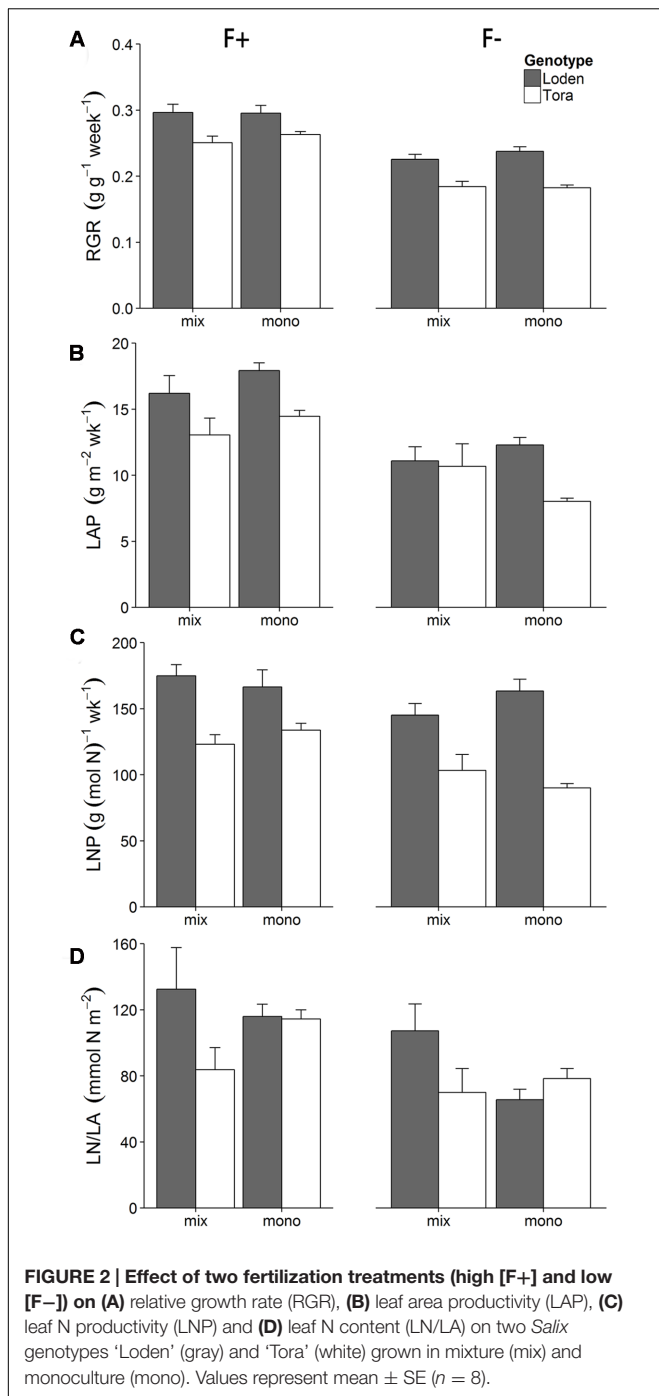 A
F+
F-
Genotype
Loden
Tora
RGR (g g⁻¹ week⁻¹)
0.4
0.3
0.2
0.1
0.0
mix
mono
mix
mono
B
LAP (g m⁻² wk⁻¹)
20
15
10
5
0
mix
mono
mix
mono
C
LNP (g (mol N)⁻¹ wk⁻¹)
200
150
100
50
0
mix
mono
mix
mono
D
LN/LA (mmol N m⁻²)
160
120
80
40
0
mix
mono
mix
mono
FIGURE 2 | Effect of two fertilization treatments (high [F+] and low
[F−]) on (A) relative growth rate (RGR), (B) leaf area productivity (LAP), (C)
leaf N productivity (LNP) and (D) leaf N content (LN/LA) on two Salix
genotypes ‘Loden’ (gray) and ‘Tora’ (white) grown in mixture (mix) and
monoculture (mono). Values represent mean ± SE (n = 8).